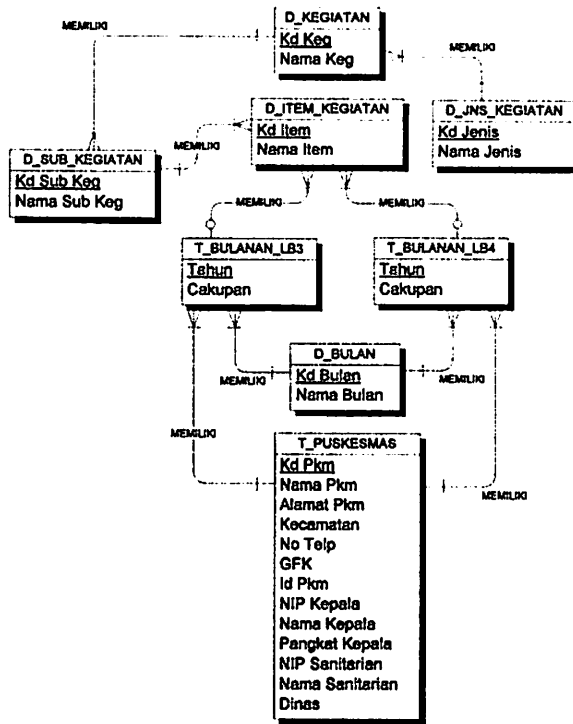 MEMILIKI
D_KEGIATAN
Kd Keg
Nama Keg
MEMILIKI
D_ITEM_KEGIATAN
Kd Item
Nama Item
D_JNS_KEGIATAN
Kd Jenis
Nama Jenis
MEMILIKI
D_SUB_KEGIATAN
Kd Sub Keg
Nama Sub Keg
MEMILIKI
MEMILIKI
T_BULANAN_LB3
Tahun
Cakupan
T_BULANAN_LB4
Tahun
Cakupan
D_BULAN
Kd Bulan
Nama Bulan
MEMILIKI
MEMILIKI
MEMILIKI
T_PUSKESMAS
Kd Pkm
Nama Pkm
Alamat Pkm
Kecamatan
No Telp
GFK
Id Pkm
NIP Kepala
Nama Kepala
Pangkat Kepala
NIP Sanitarian
Nama Sanitarian
Dinas
MEMILIKI